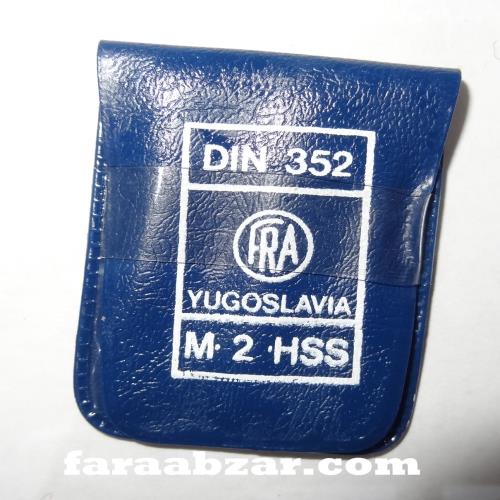 DIN 352
FRA
YUGOSLAVIA
M· 2 ·HSS
faraabzar.com